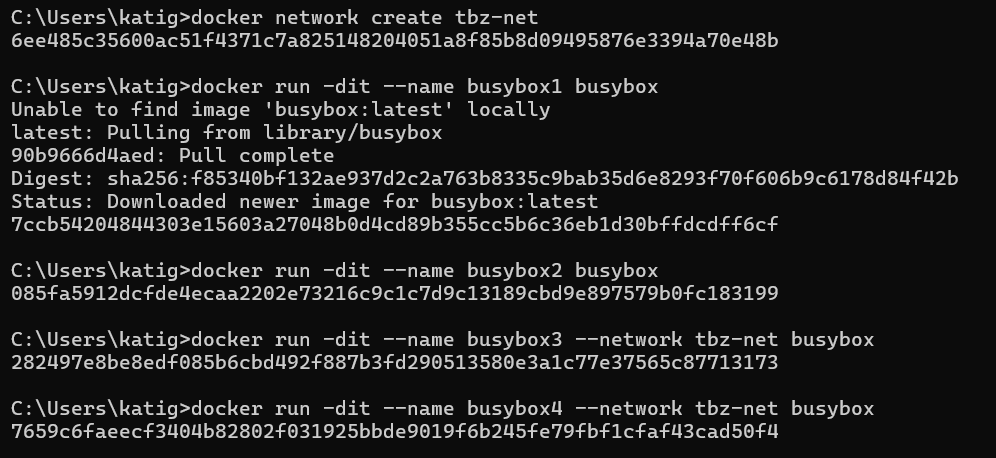 C:\Users\katig>docker network create tbz-net
6ee485c35600ac51f4371c7a825148204051a8f85b8d09495876e3394a70e48b
C:\Users\katig>docker run -dit --name busybox1 busybox
Unable to find image 'busybox:latest' locally
latest: Pulling from library/busybox
90b9666d4aed: Pull complete
Digest: sha256:f85340bf132ae937d2c2a763b8335c9bab35d6e8293f70f606b9c6178d84f42b
Status: Downloaded newer image for busybox:latest
7ccb54204844303e15603a27048b0d4cd89b355cc5b6c36eb1d30bffdcdff6cf
C:\Users\katig>docker run -dit --name busybox2 busybox
085fa5912dcfde4ecaa2202e73216c9c1c7d9c13189cbd9e897579b0fc183199
C:\Users\katig>docker run -dit --name busybox3 --network tbz-net busybox
282497e8be8edf085b6cbd492f887b3fd290513580e3a1c77e37565c87713173
C:\Users\katig>docker run -dit --name busybox4 --network tbz-net busybox
7659c6faeecf3404b82802f031925bbde9019f6b245fe79fbf1cfaf43cad50f4